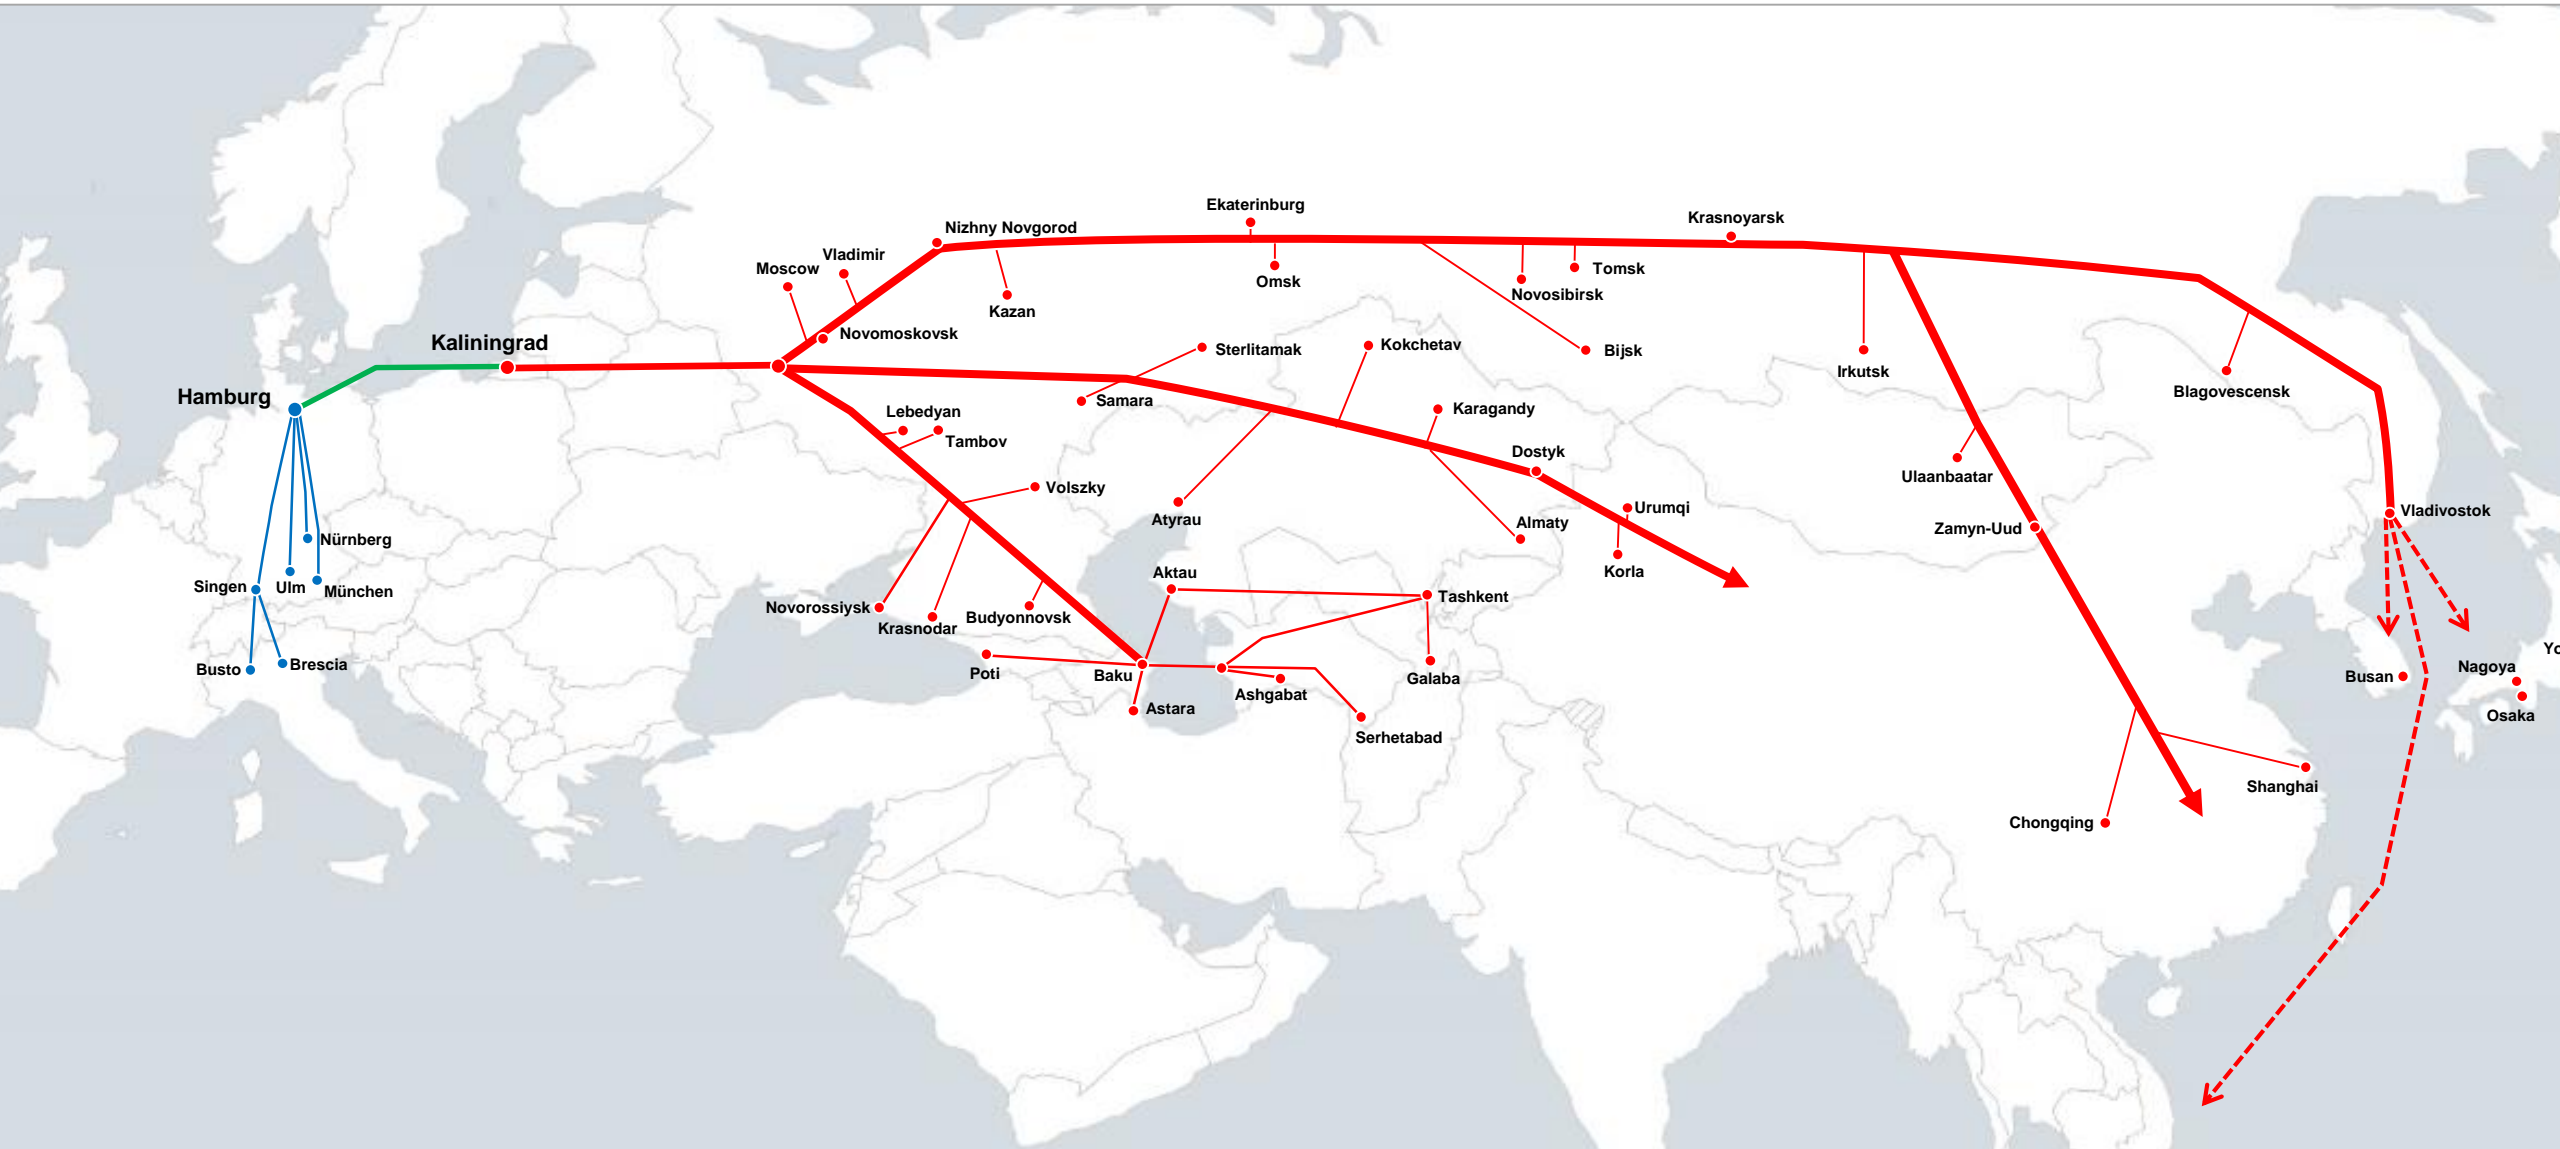 Ekaterinburg
Krasnoyarsk
Nizhny Novgorod
Vladimir
Moscow
Tomsk
Omsk
Novosibirsk
Kazan
Novomoskovsk
Kaliningrad
Sterlitamak
Kokchetav
Bijsk
Irkutsk
Blagovescensk
Hamburg
Samara
Lebedyan
Karagandy
Tambov
Dostyk
Ulaanbaatar
Volszky
Urumqi
Vladivostok
Atyrau
Almaty
Zamyn-Uud
Nürnberg
Aktau
Korla
Singen
Ulm
München
Tashkent
Novorossiysk
Budyonnovsk
Krasnodar
Yo
Busto
Brescia
Poti
Baku
Galaba
Busan
Nagoya
Ashgabat
Astara
Osaka
Serhetabad
Shanghai
Chongqing